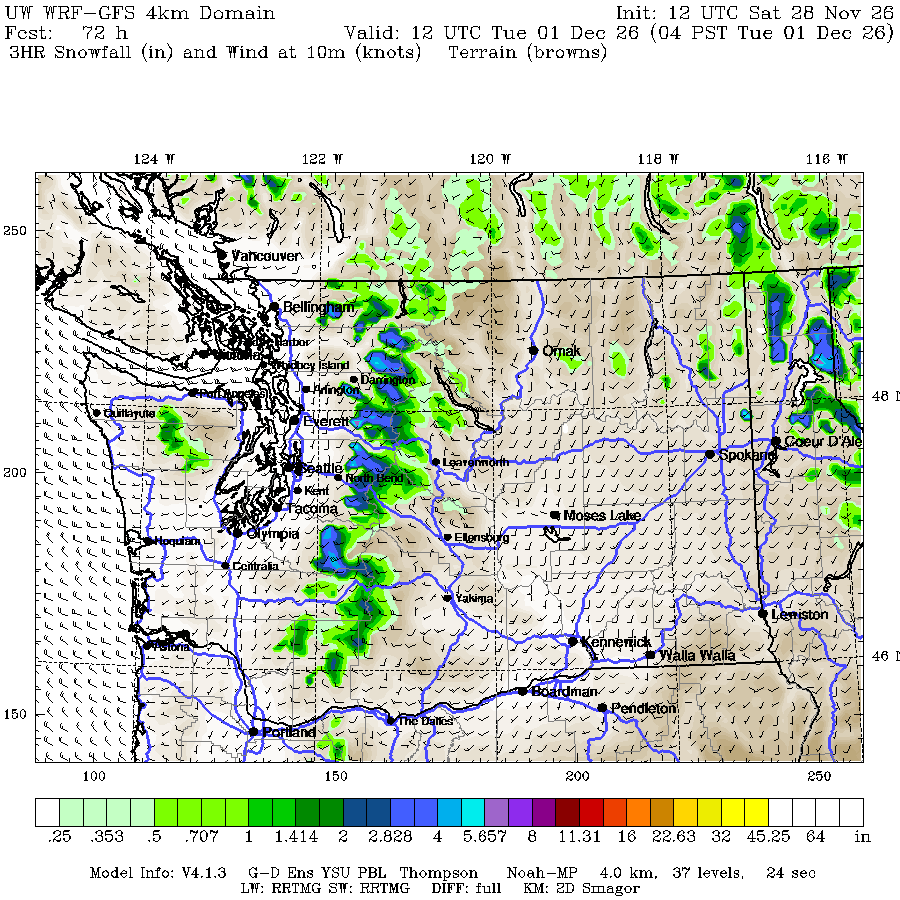 UW WRF-GFS 4km Domain Init: 12 UTC Sat 28 Nov 26
Fcst: 72 h Valid: 12 UTC Tue 01 Dec 26 (04 PST Tue 01 Dec 26)
3HR Snowfall (in) and Wind at 10m (knots) Terrain (browns)
124 W 122 W 120 W 118 W 116 W
250
Vancouver
Bellingham
Harbor
Whidbey Island
Omak
Darrington
Arlington
Port Angeles
48 N
Quillayute
Everett
Coeur D'Ale
Spokane
Leavenworth
200
Seattle
North Bend
Kent
Tacoma
Moses Lake
Olympia
Ellensburg
Hoquiam
Centralia
Yakima
Lewiston
Kennewick
Astoria
Walla Walla
46 N
Boardman
Pendleton
150
The Dalles
Portland
100 150 200 250
.25 .353 .5 .707 1 1.414 2 2.828 4 5.657 8 11.31 16 22.63 32 45.25 64 in
Model Info: V4.1.3 G-D Ens YSU PBL Thompson Noah-MP 4.0 km, 37 levels, 24 sec
LW: RRTMG SW: RRTMG DIFF: full KM: 2D Smagor